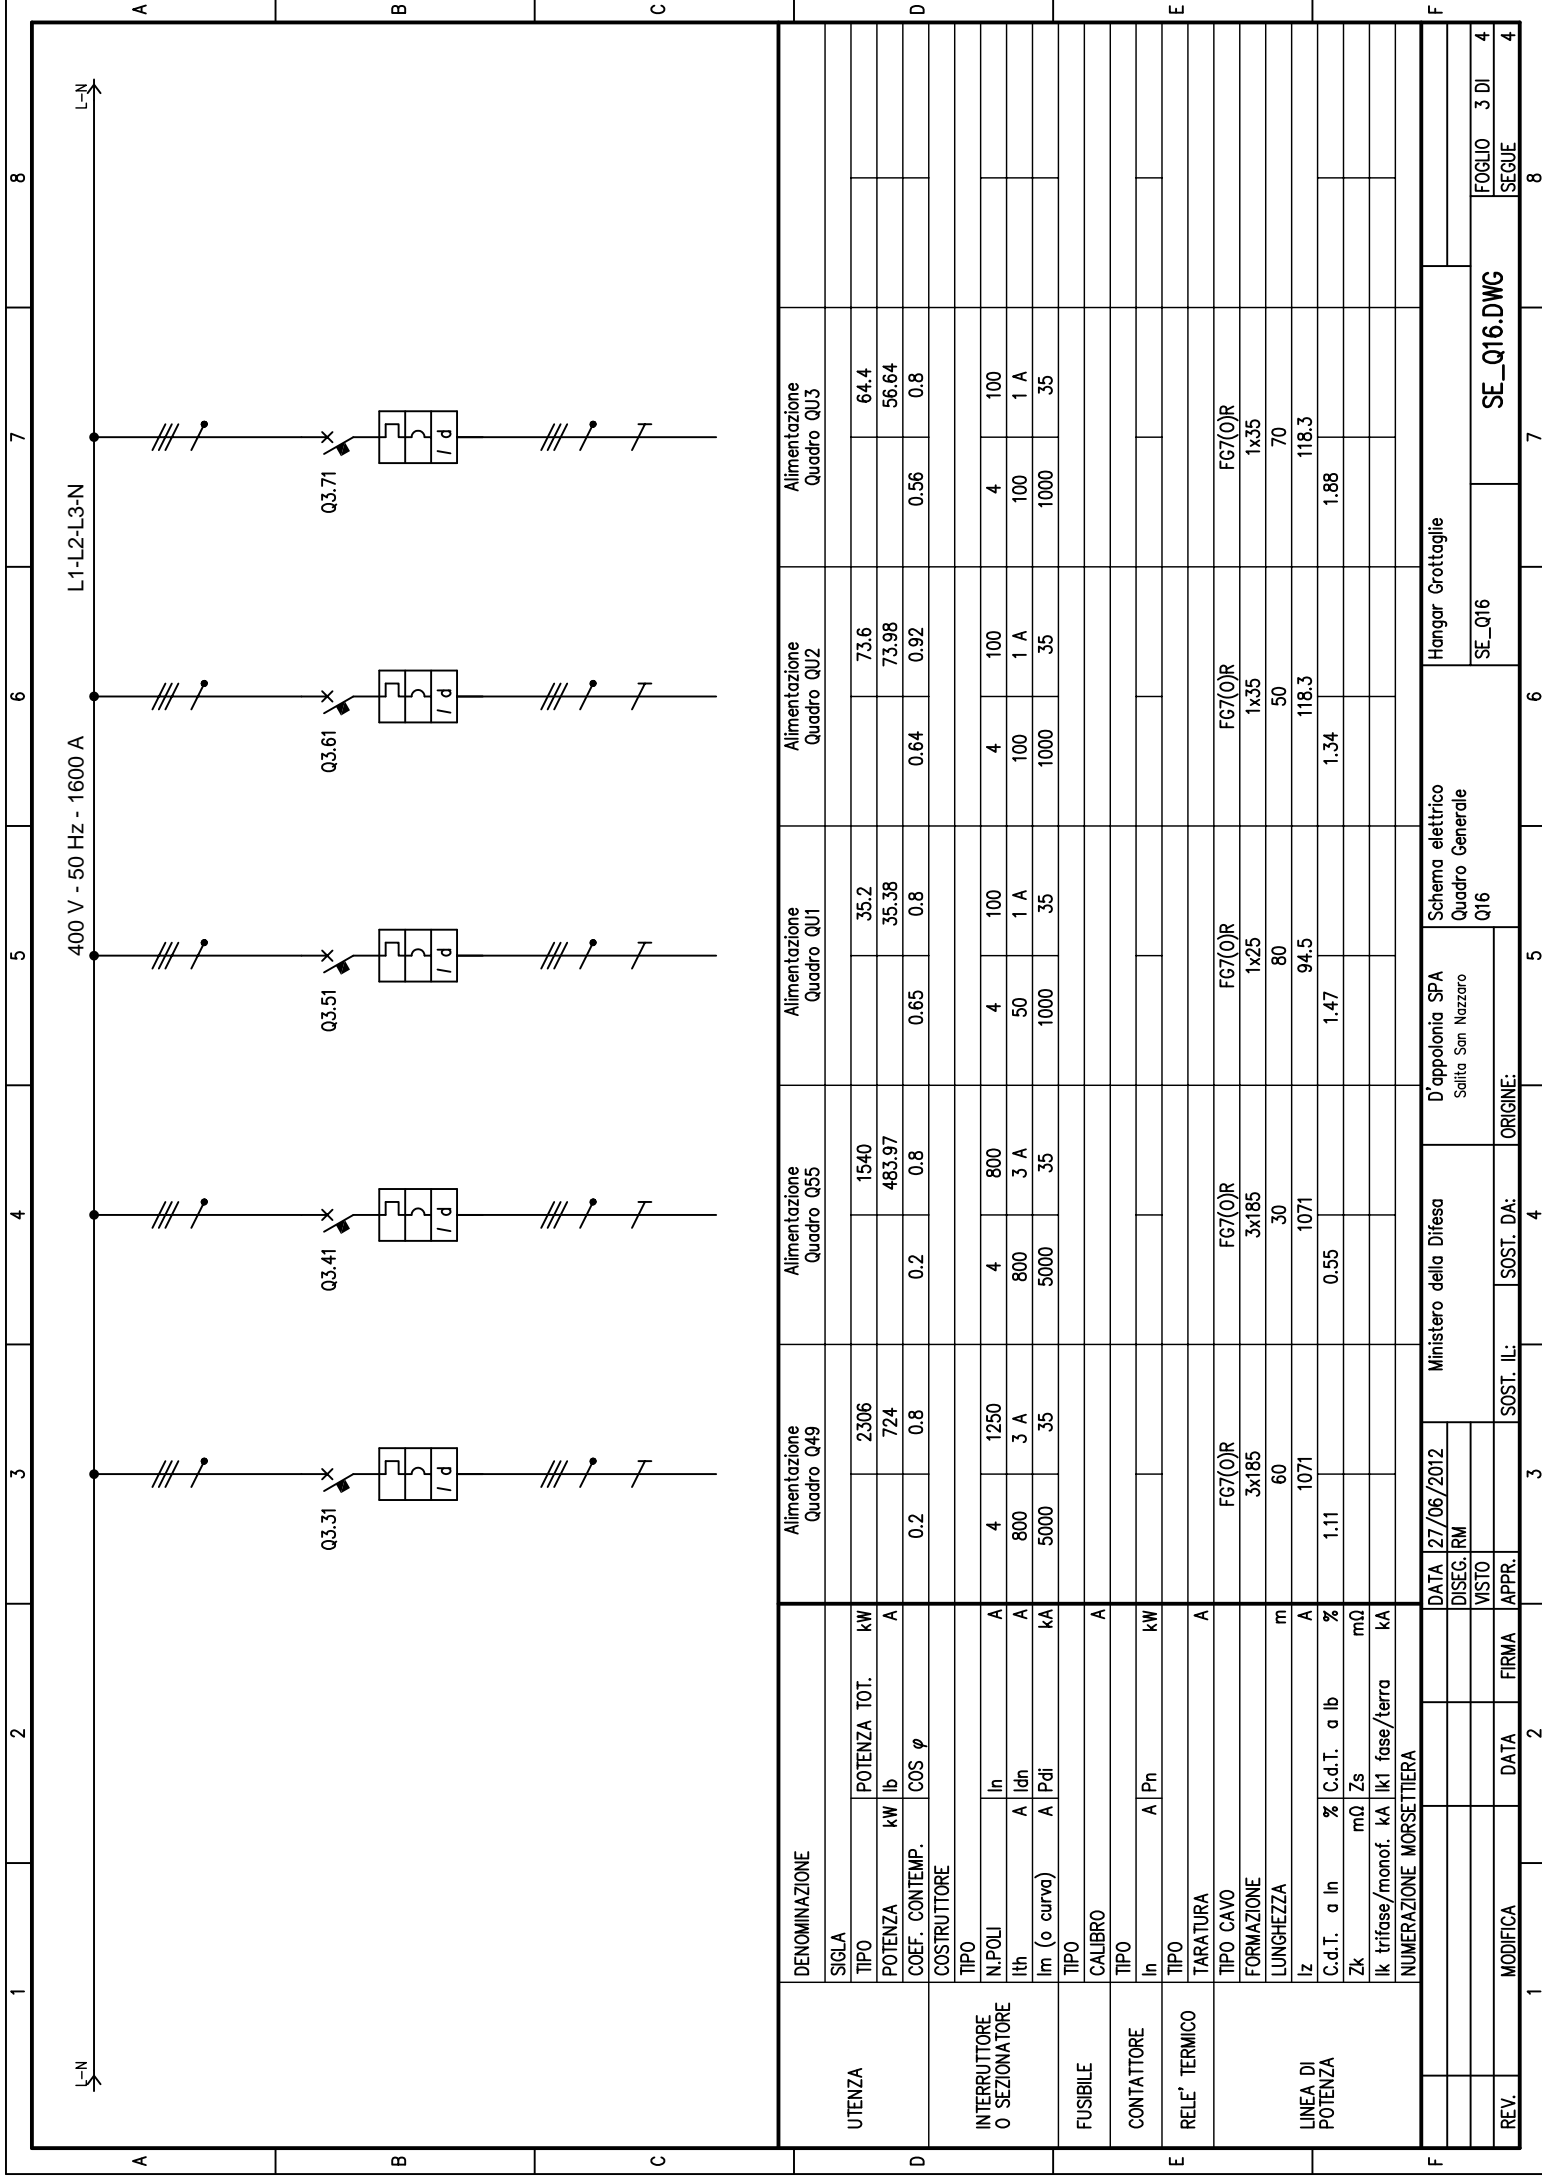 1 2 3 4 5 6 7 8
A
B
C
D
E
F
A
B
C
D
E
F
L-N
400 V - 50 Hz - 1600 A
L1-L2-L3-N
L-N
Q3.31
Q3.41
Q3.51
Q3.61
Q3.71
I d
I d
I d
I d
I d
UTENZA
DENOMINAZIONE Alimentazione Quadro Q49 Alimentazione Quadro Q55 Alimentazione Quadro QU1 Alimentazione Quadro QU2 Alimentazione Quadro QU3
SIGLA
TIPO POTENZA TOT. kW 2306 1540 35.2 73.6 64.4
POTENZA kW Ib A 724 483.97 35.38 73.98 56.64
COEF. CONTEMP. COS φ 0.2 0.8 0.2 0.8 0.65 0.8 0.64 0.92 0.56 0.8
INTERRUTTORE
O SEZIONATORE
COSTRUTTORE
TIPO
N.POLI In A 4 1250 4 800 4 100 4 100 4 100
Ith A Idn A 800 3 A 800 3 A 50 1 A 100 1 A 100 1 A
Im (o curva) A Pdi kA 5000 35 5000 35 1000 35 1000 35 1000 35
FUSIBILE
TIPO
CALIBRO A
CONTATTORE
TIPO
In A Pn kW
RELE' TERMICO
TIPO
TARATURA A
LINEA DI
POTENZA
TIPO CAVO FG7(O)R FG7(O)R FG7(O)R FG7(O)R FG7(O)R
FORMAZIONE 3x185 3x185 1x25 1x35 1x35
LUNGHEZZA m 60 30 80 50 70
Iz A 1071 1071 94.5 118.3 118.3
C.d.T. a In % C.d.T. a Ib % 1.11 0.55 1.47 1.34 1.88
Zk mΩ Zs mΩ
Ik trifase/monof. kA Ik1 fase/terra kA
NUMERAZIONE MORSETTIERA
REV. MODIFICA DATA FIRMA
DATA 27/06/2012
DISEG. RM
VISTO
APPR.
Ministero della Difesa
SOST. IL: SOST. DA: ORIGINE:
D'appolonia SPA
Salita San Nazzaro
Schema elettrico
Quadro Generale
Q16
Hangar Grottaglie
SE_Q16
SE_Q16.DWG
FOGLIO 3 DI 4
SEGUE 4
1 2 3 4 5 6 7 8